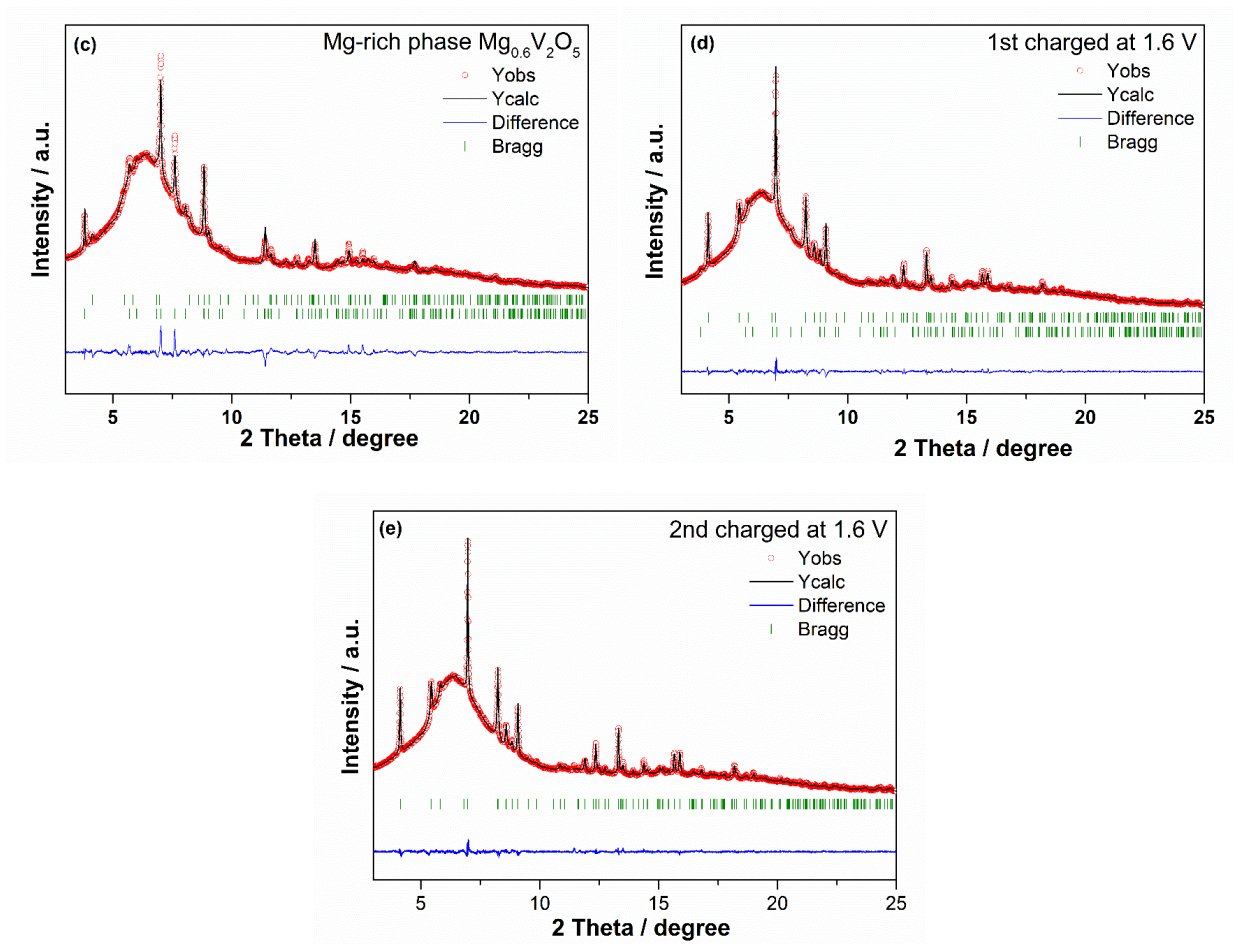 (c) Mg-rich phase Mg0.6V2O5
Yobs
Ycalc
Difference
Bragg
Intensity / a.u.
5 10 15 20 25
2 Theta / degree
(d) 1st charged at 1.6 V
Yobs
Ycalc
Difference
Bragg
Intensity / a.u.
5 10 15 20 25
2 Theta / degree
(e) 2nd charged at 1.6 V
Yobs
Ycalc
Difference
Bragg
Intensity / a.u.
5 10 15 20 25
2 Theta / degree